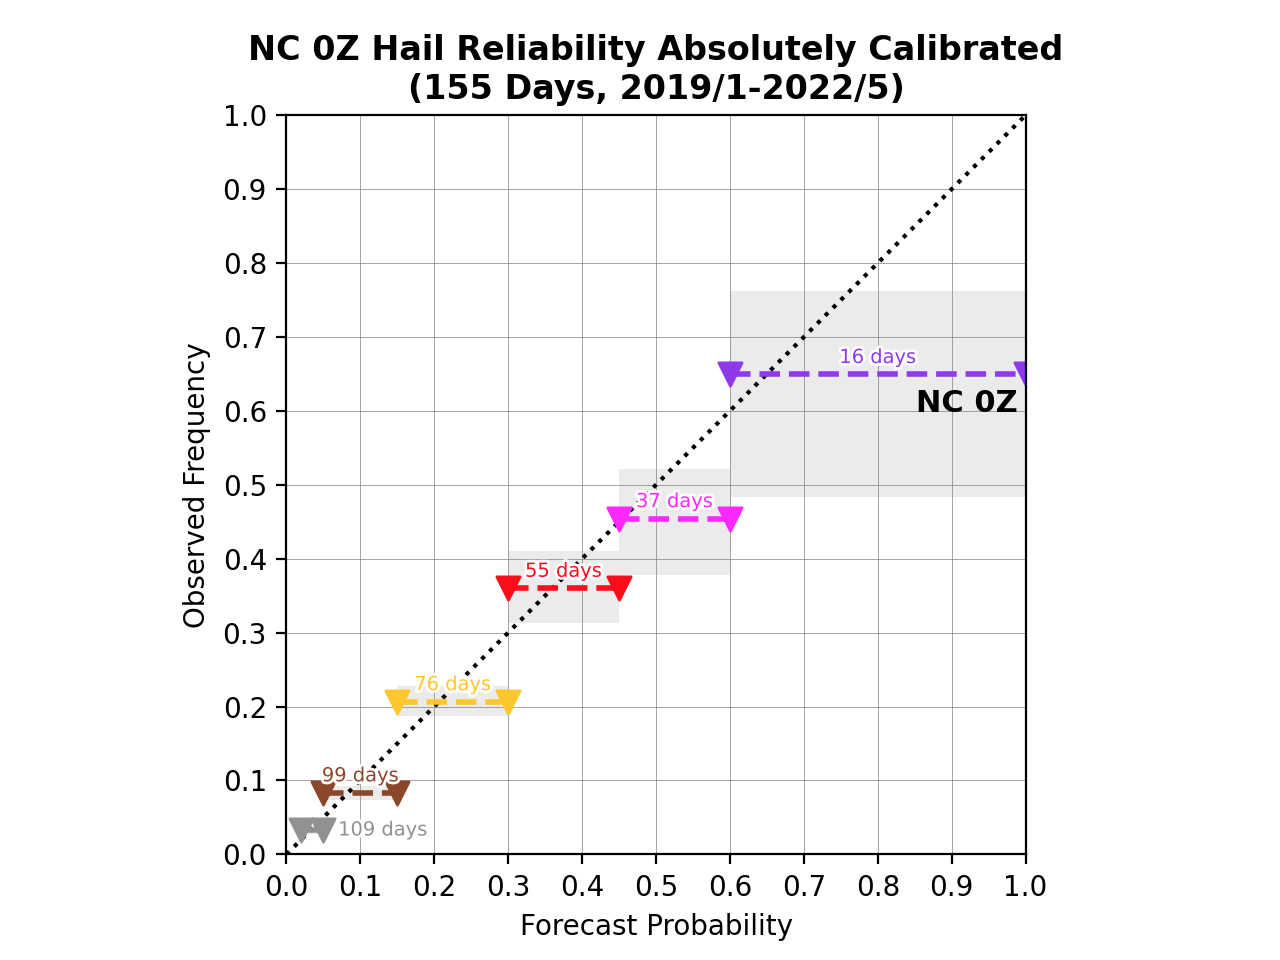 NC 0Z Hail Reliability Absolutely Calibrated
(155 Days, 2019/1-2022/5)
1.0
0.9
0.8
0.7
0.6
0.5
0.4
0.3
0.2
0.1
0.0
Observed Frequency
16 days
NC 0Z
37 days
55 days
76 days
99 days
109 days
0.0 0.1 0.2 0.3 0.4 0.5 0.6 0.7 0.8 0.9 1.0
Forecast Probability